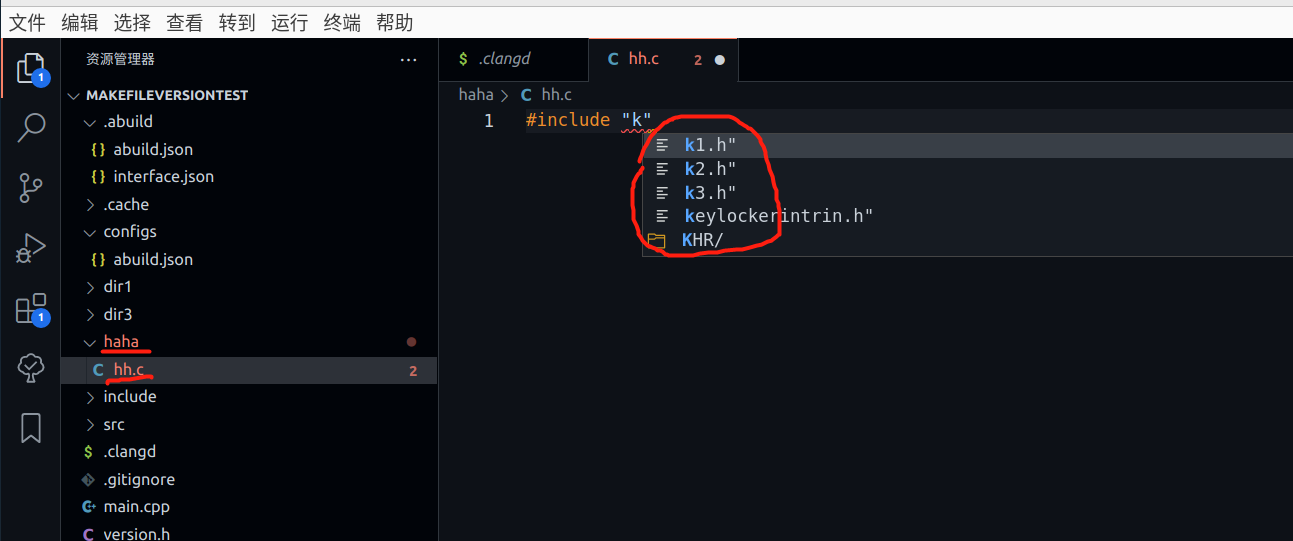 文件 编辑 选择 查看 转到 运行 终端 帮助
资源管理器 ···
MAKEFILEVERSIONTEST
.abuild
{} abuild.json
{} interface.json
.cache
configs
{} abuild.json
dir1
dir3
haha
C hh.c 2
include
src
$ .clangd
.gitignore
C++ main.cpp
C version.h
1
1
$ .clangd
C hh.c 2
haha > C hh.c
1 #include "k"
k1.h"
k2.h"
k3.h"
keylockerintrin.h"
KHR/